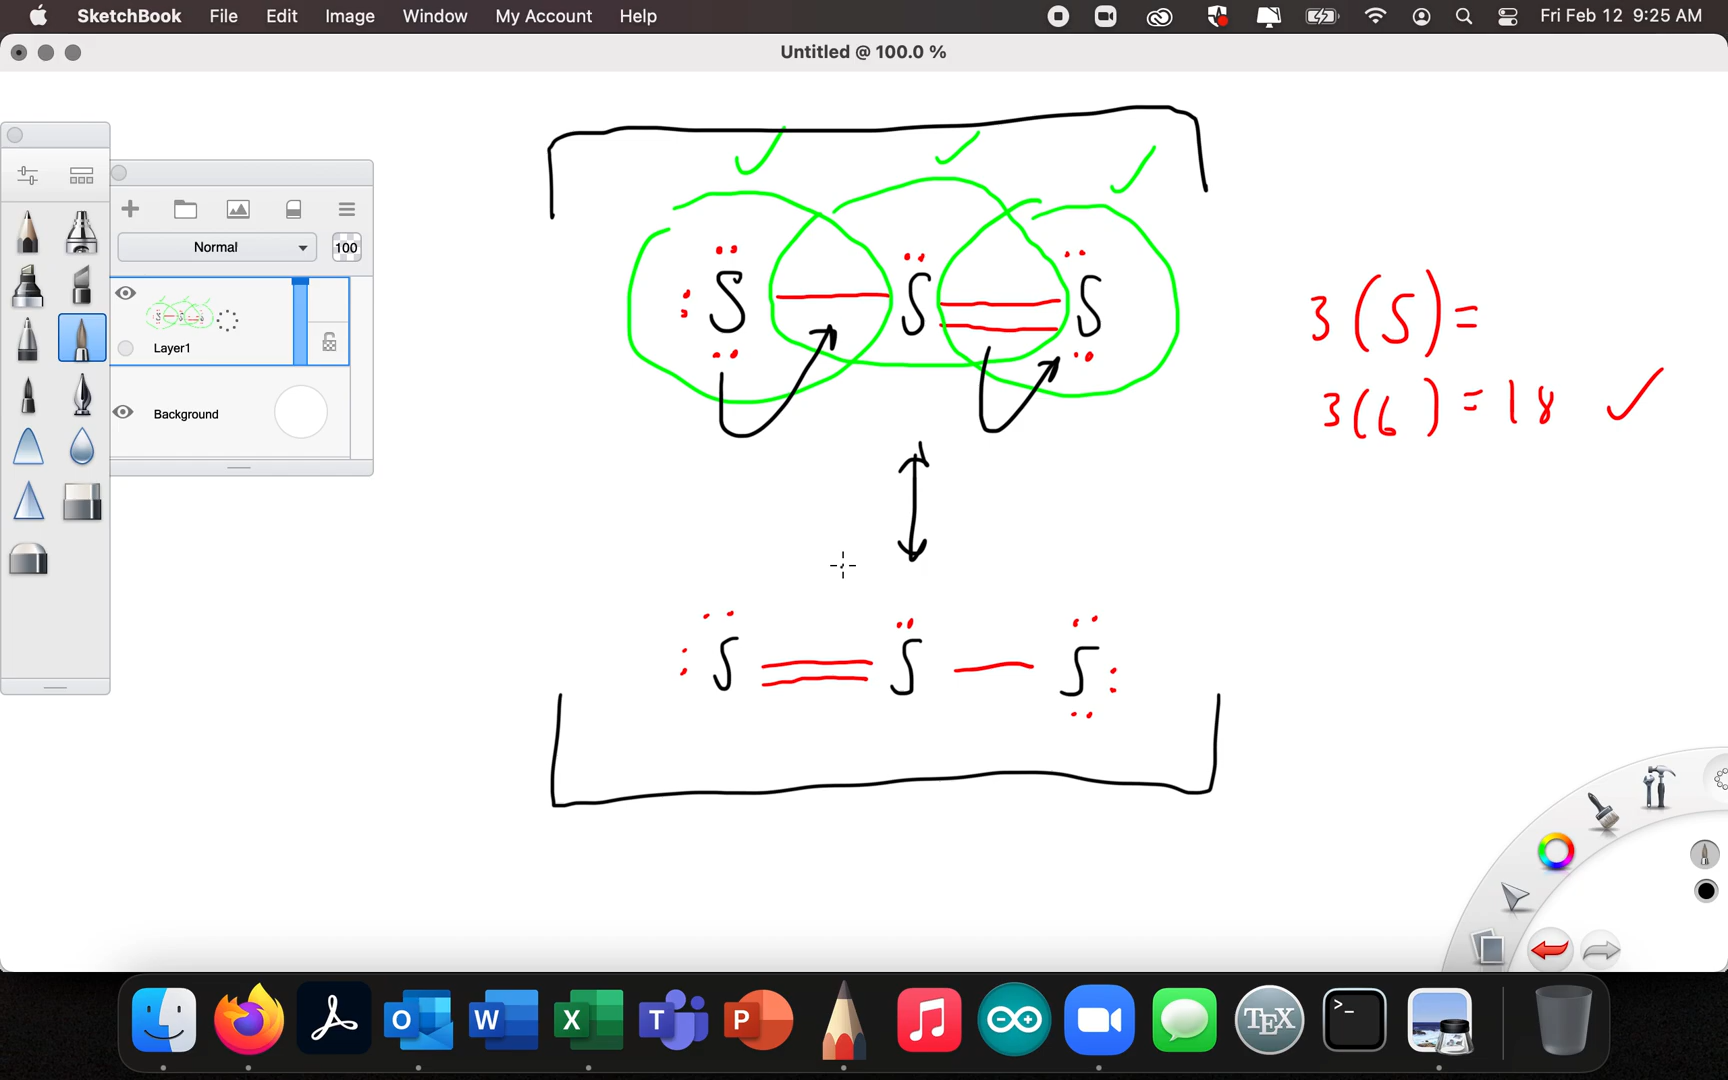 SketchBook File Edit Image Window My Account Help Fri Feb 12 9:25 AM
Untitled @ 100.0 %
Normal 100
Layer1
Background
S S S
3(S)=
3(6)=18 ✓
S S S
O W X T P TEX >_